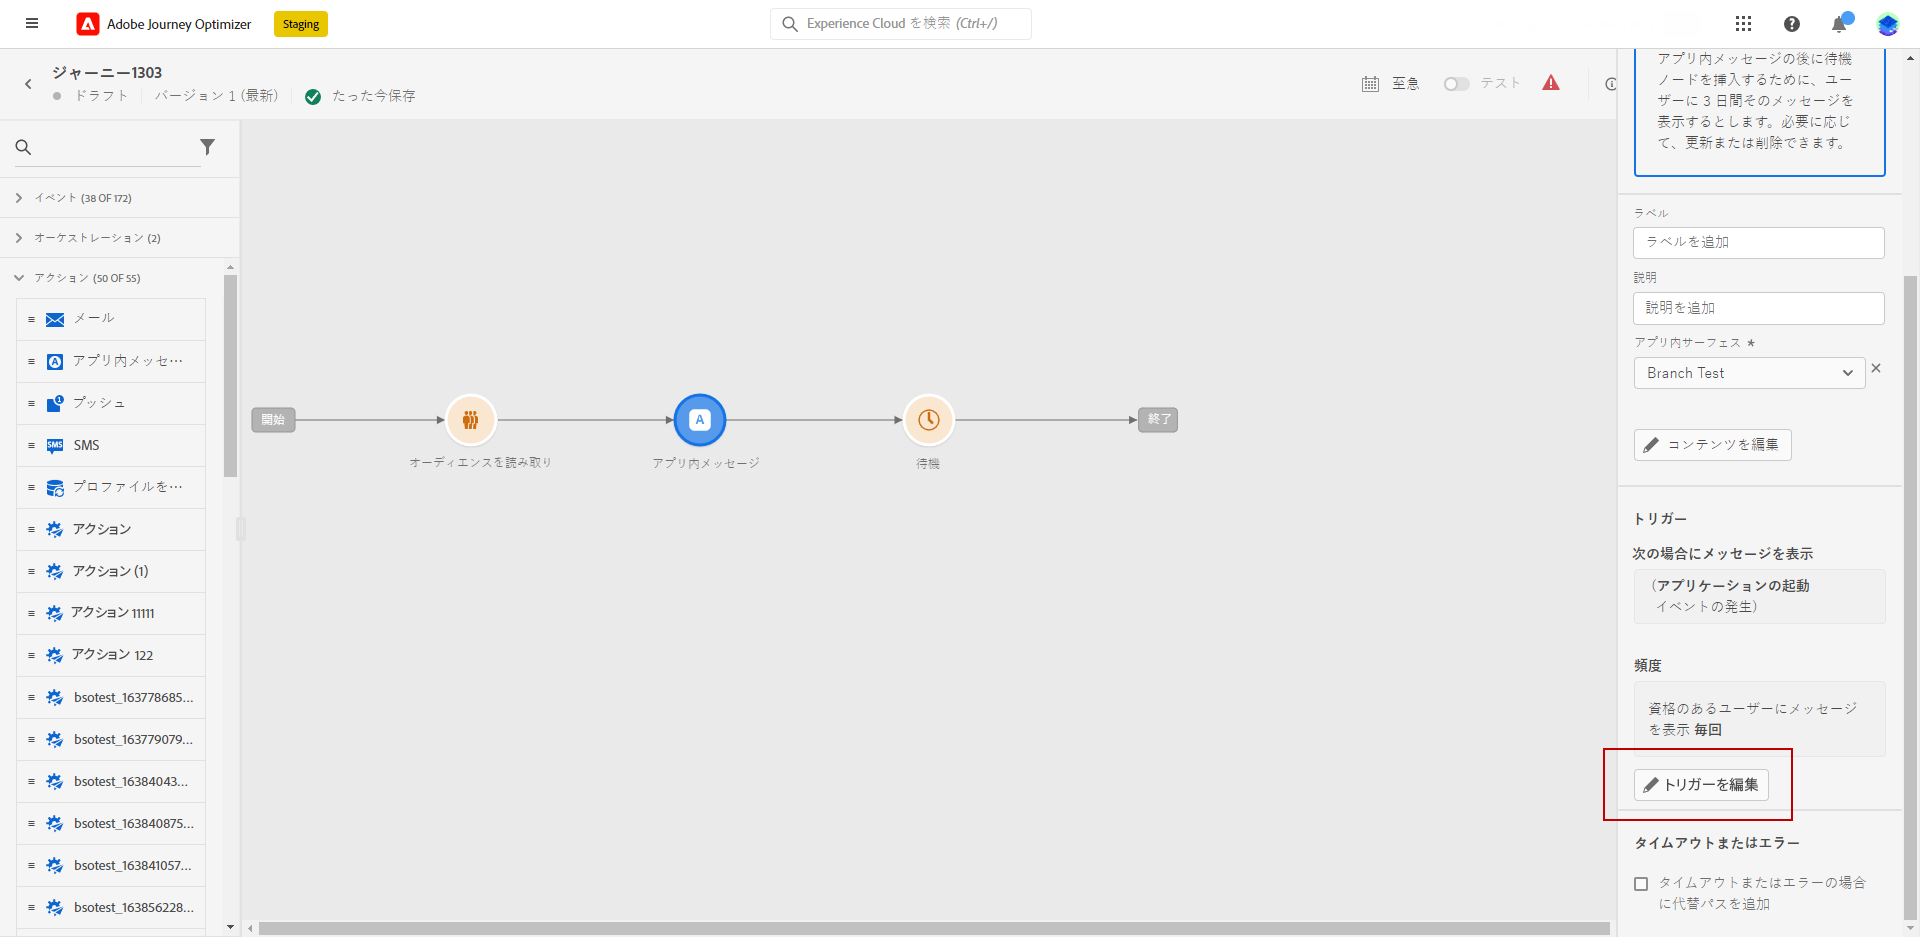 Adobe Journey Optimizer
Staging
Experience Cloud を検索 (Ctrl+/)
ジャーニー1303
ドラフト
バージョン 1 (最新)
たった今保存
至急
テスト
イベント (38 OF 172)
オーケストレーション (2)
アクション (50 OF 55)
メール
アプリ内メッセ…
プッシュ
SMS
プロファイルを…
アクション
アクション (1)
アクション 11111
アクション 122
bsotest_163778685...
bsotest_163779079...
bsotest_16384043...
bsotest_163840875...
bsotest_163841057...
bsotest_163856228...
開始
オーディエンスを読み取り
A
アプリ内メッセージ
待機
終了
アプリ内メッセージの後に待機
ノードを挿入するために、ユー
ザーに 3 日間そのメッセージを
表示するとします。必要に応じ
て、更新または削除できます。
ラベル
ラベルを追加
説明
説明を追加
アプリ内サーフェス *
Branch Test
コンテンツを編集
トリガー
次の場合にメッセージを表示
（アプリケーションの起動
イベントの発生）
頻度
資格のあるユーザーにメッセージ
を表示 毎回
トリガーを編集
タイムアウトまたはエラー
タイムアウトまたはエラーの場合
に代替パスを追加